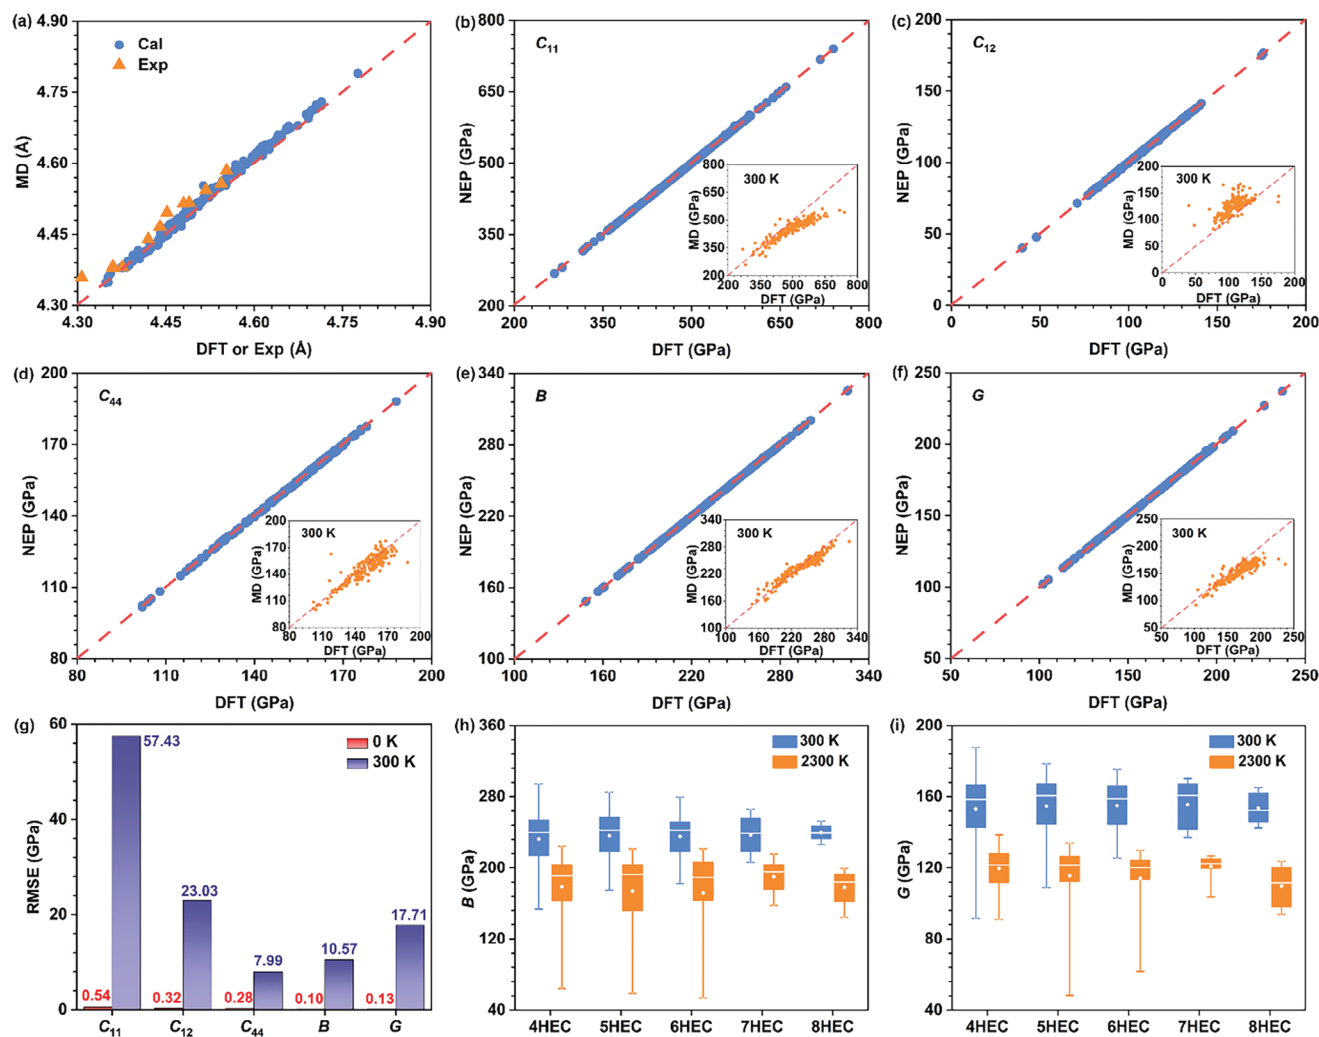 (a)
4.90
4.75
4.60
4.45
4.30
MD (Å)
Cal
Exp
4.30 4.45 4.60 4.75 4.90
DFT or Exp (Å)
(b)
800
650
500
350
200
NEP (GPa)
C11
300 K
800
650
500
350
200
MD (GPa)
200 350 500 650 800
DFT (GPa)
200 350 500 650 800
DFT (GPa)
(c)
200
150
100
50
0
NEP (GPa)
C12
300 K
200
150
100
50
0
MD (GPa)
0 50 100 150 200
DFT (GPa)
0 50 100 150 200
DFT (GPa)
(d)
200
170
140
110
80
NEP (GPa)
C44
300 K
200
170
140
110
80
MD (GPa)
80 110 140 170 200
DFT (GPa)
80 110 140 170 200
DFT (GPa)
(e)
340
280
220
160
100
NEP (GPa)
B
300 K
340
280
220
160
100
MD (GPa)
100 160 220 280 340
DFT (GPa)
100 160 220 280 340
DFT (GPa)
(f)
250
200
150
100
50
NEP (GPa)
G
300 K
250
200
150
100
50
MD (GPa)
50 100 150 200 250
DFT (GPa)
50 100 150 200 250
DFT (GPa)
(g)
60
40
20
0
RMSE (GPa)
0 K
300 K
57.43
23.03
7.99
10.57
17.71
0.54
0.32
0.28
0.10
0.13
C11 C12 C44 B G
(h)
360
280
200
120
40
B (GPa)
300 K
2300 K
4HEC 5HEC 6HEC 7HEC 8HEC
(i)
200
160
120
80
40
G (GPa)
300 K
2300 K
4HEC 5HEC 6HEC 7HEC 8HEC